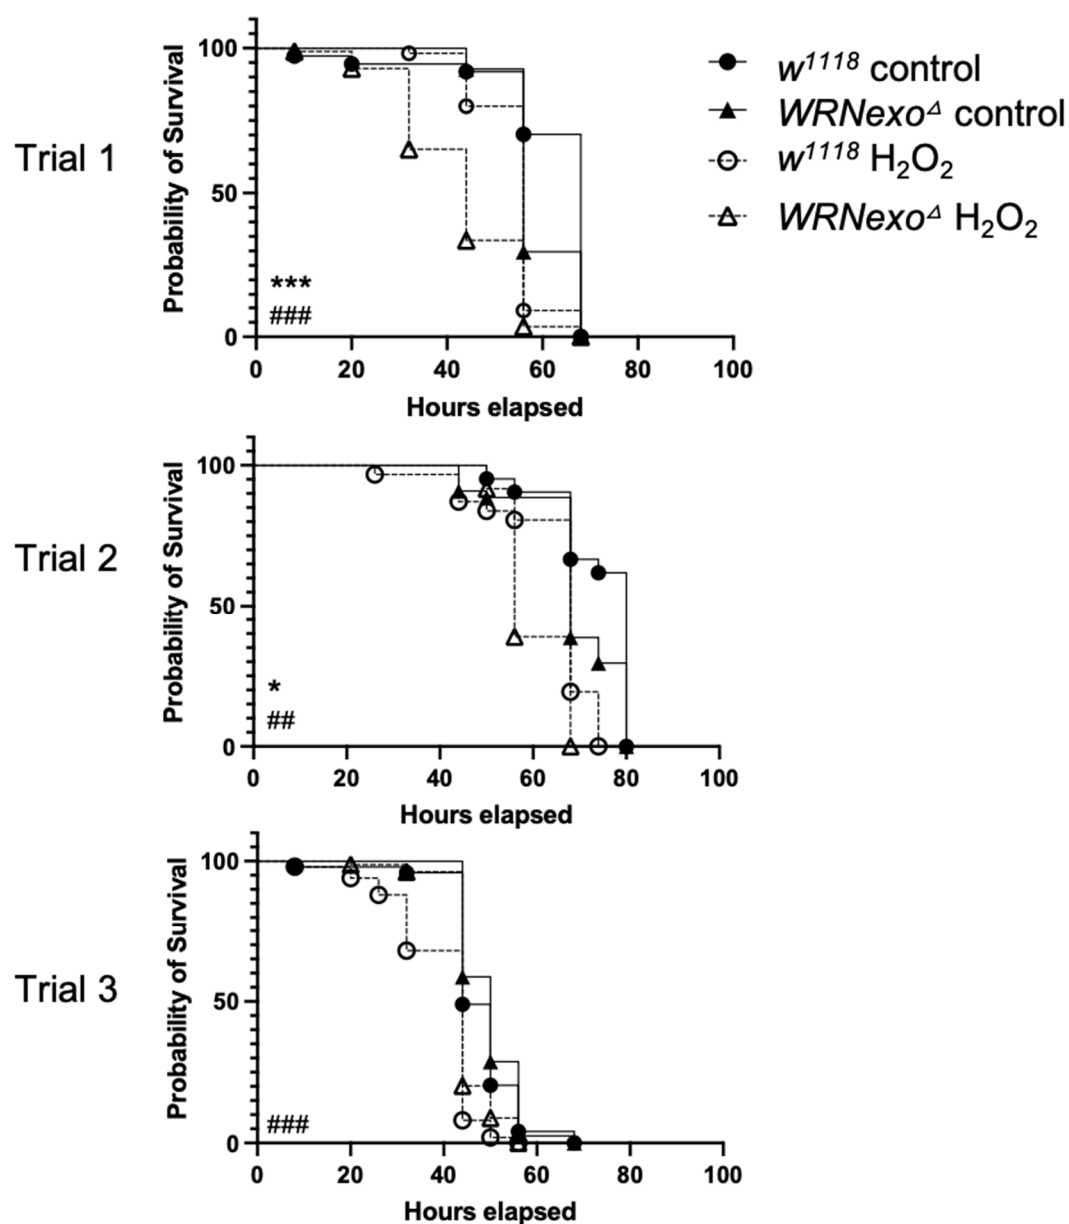 Trial 1
Probability of Survival
100
50
0
***
###
0 20 40 60 80 100
Hours elapsed
w¹¹¹⁸ control
WRNexoᐃ control
w¹¹¹⁸ H₂O₂
WRNexoᐃ H₂O₂
Trial 2
Probability of Survival
100
50
0
*
##
0 20 40 60 80 100
Hours elapsed
Trial 3
Probability of Survival
100
50
0
###
0 20 40 60 80 100
Hours elapsed